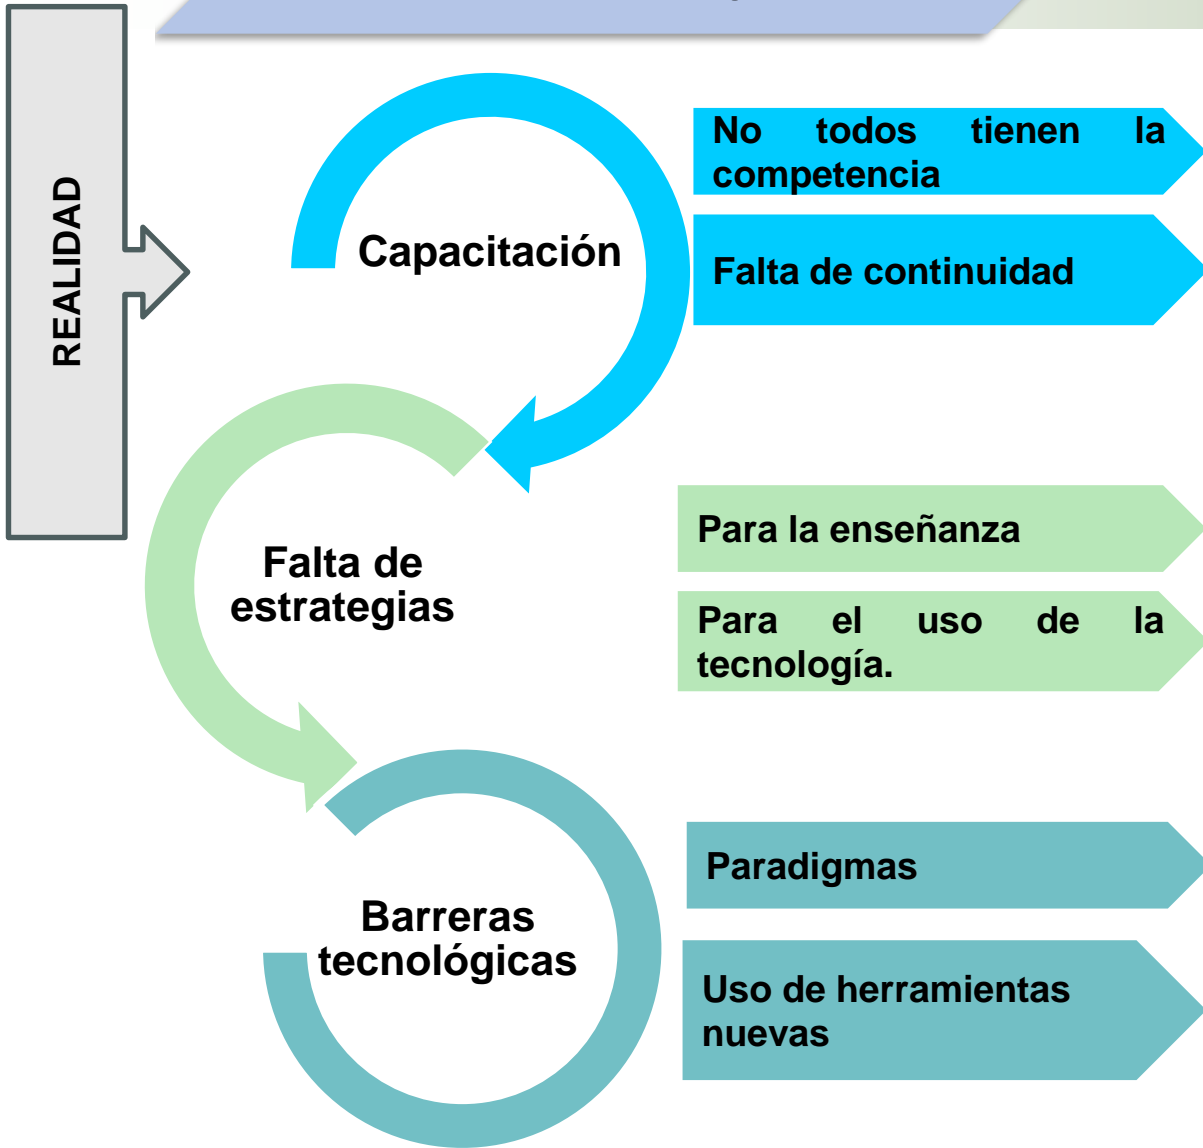 REALIDAD
Capacitación
No todos tienen la
competencia
Falta de continuidad
Falta de
estrategias
Para la enseñanza
Para el uso de la
tecnología.
Barreras
tecnológicas
Paradigmas
Uso de herramientas
nuevas